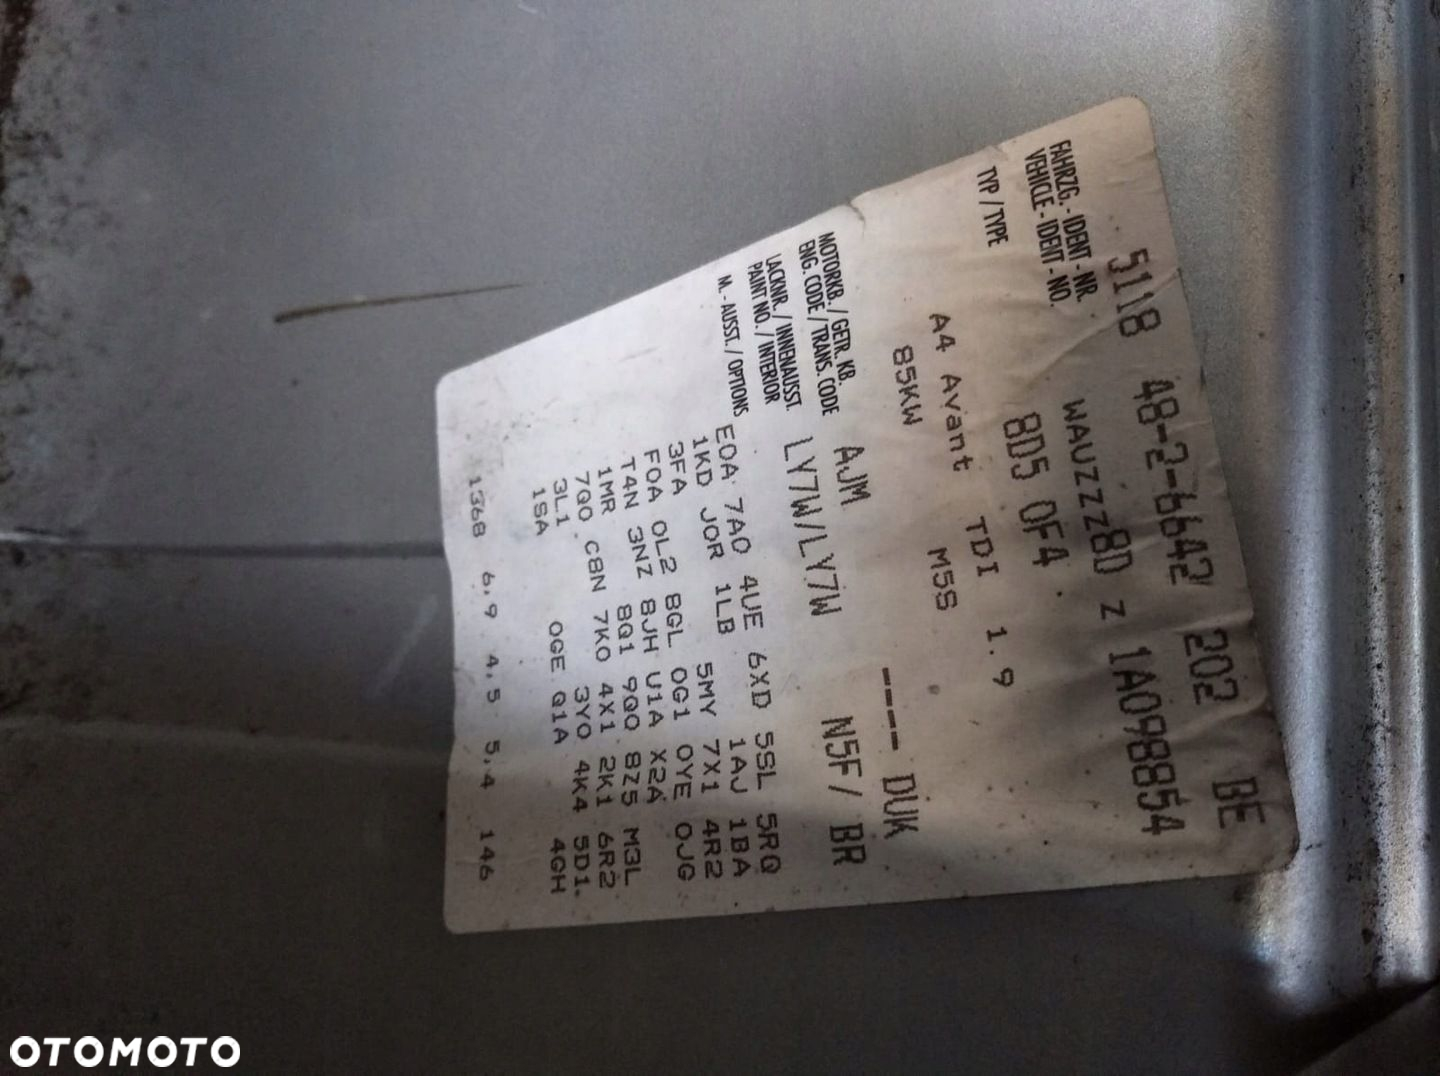 5118 48-2-6642 202 BE
FAHRZG. - IDENT - NR.
VEHICLE - IDENT - NO.
WAUZZZ8D Z 1A098854
TYP / TYPE
8D5 0F4
A4 Avant TDI 1.9
85KW M5S
MOTORKB. / GETR. KB.
ENG. CODE / TRANS. CODE
AJM ---- DUK
LACKNR. / INNENAUSST.
PAINT NO. / INTERIOR
LY7W/LY7W N5F/ BR
M. - AUSST. / OPTIONS
E0A 7A0 4UE 6XD 5SL 5RQ
1KD J0R 1LB 1AJ 1BA
3FA 5MY 7X1 4R2
F0A 0L2 8GL 0G1 0YE 0JG
T4N 3NZ 8JH U1A X2A
1MR 8Q1 9Q0 8Z5 M3L
7Q0 C8N 7K0 4X1 2K1 6R2
3L1 3Y0 4K4 5D1
1SA 0GE Q1A 4GH
1368 6,9 4,5 5,4 146
OTOMOTO